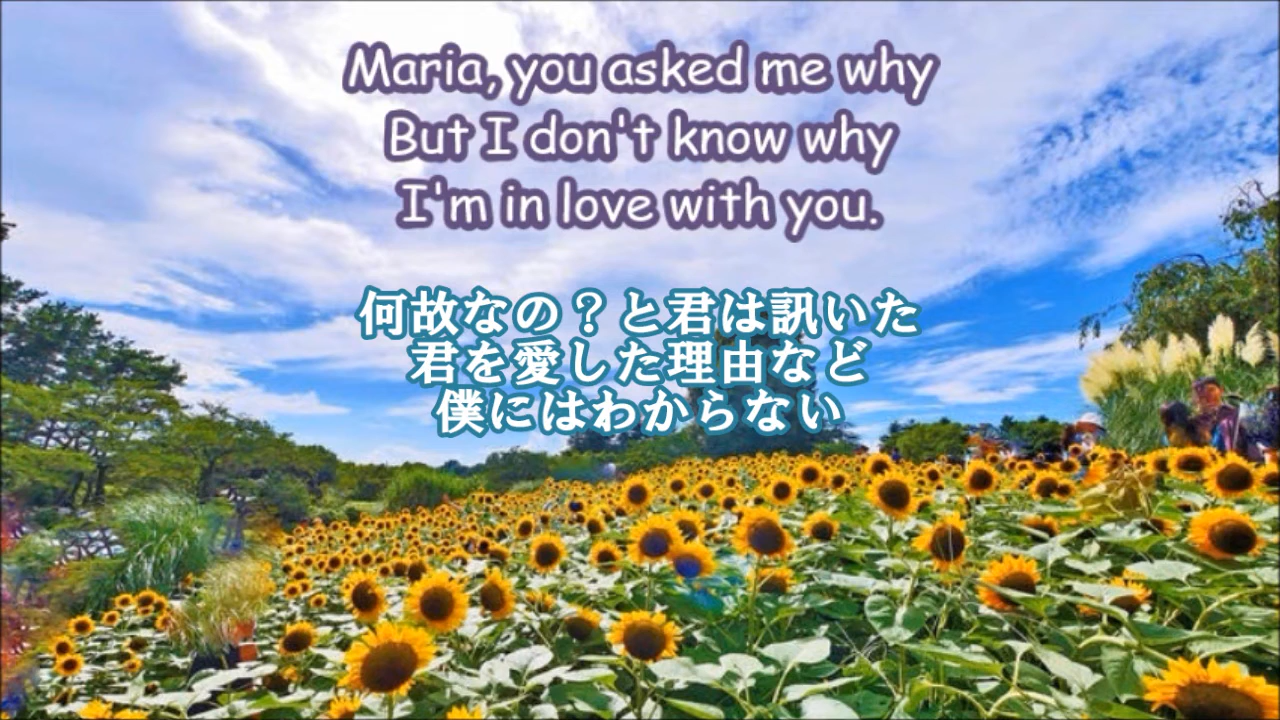 Maria, you asked me why
But I don't know why
I'm in love with you.
何故なの？と君は訊いた
君を愛した理由など
僕にはわからない